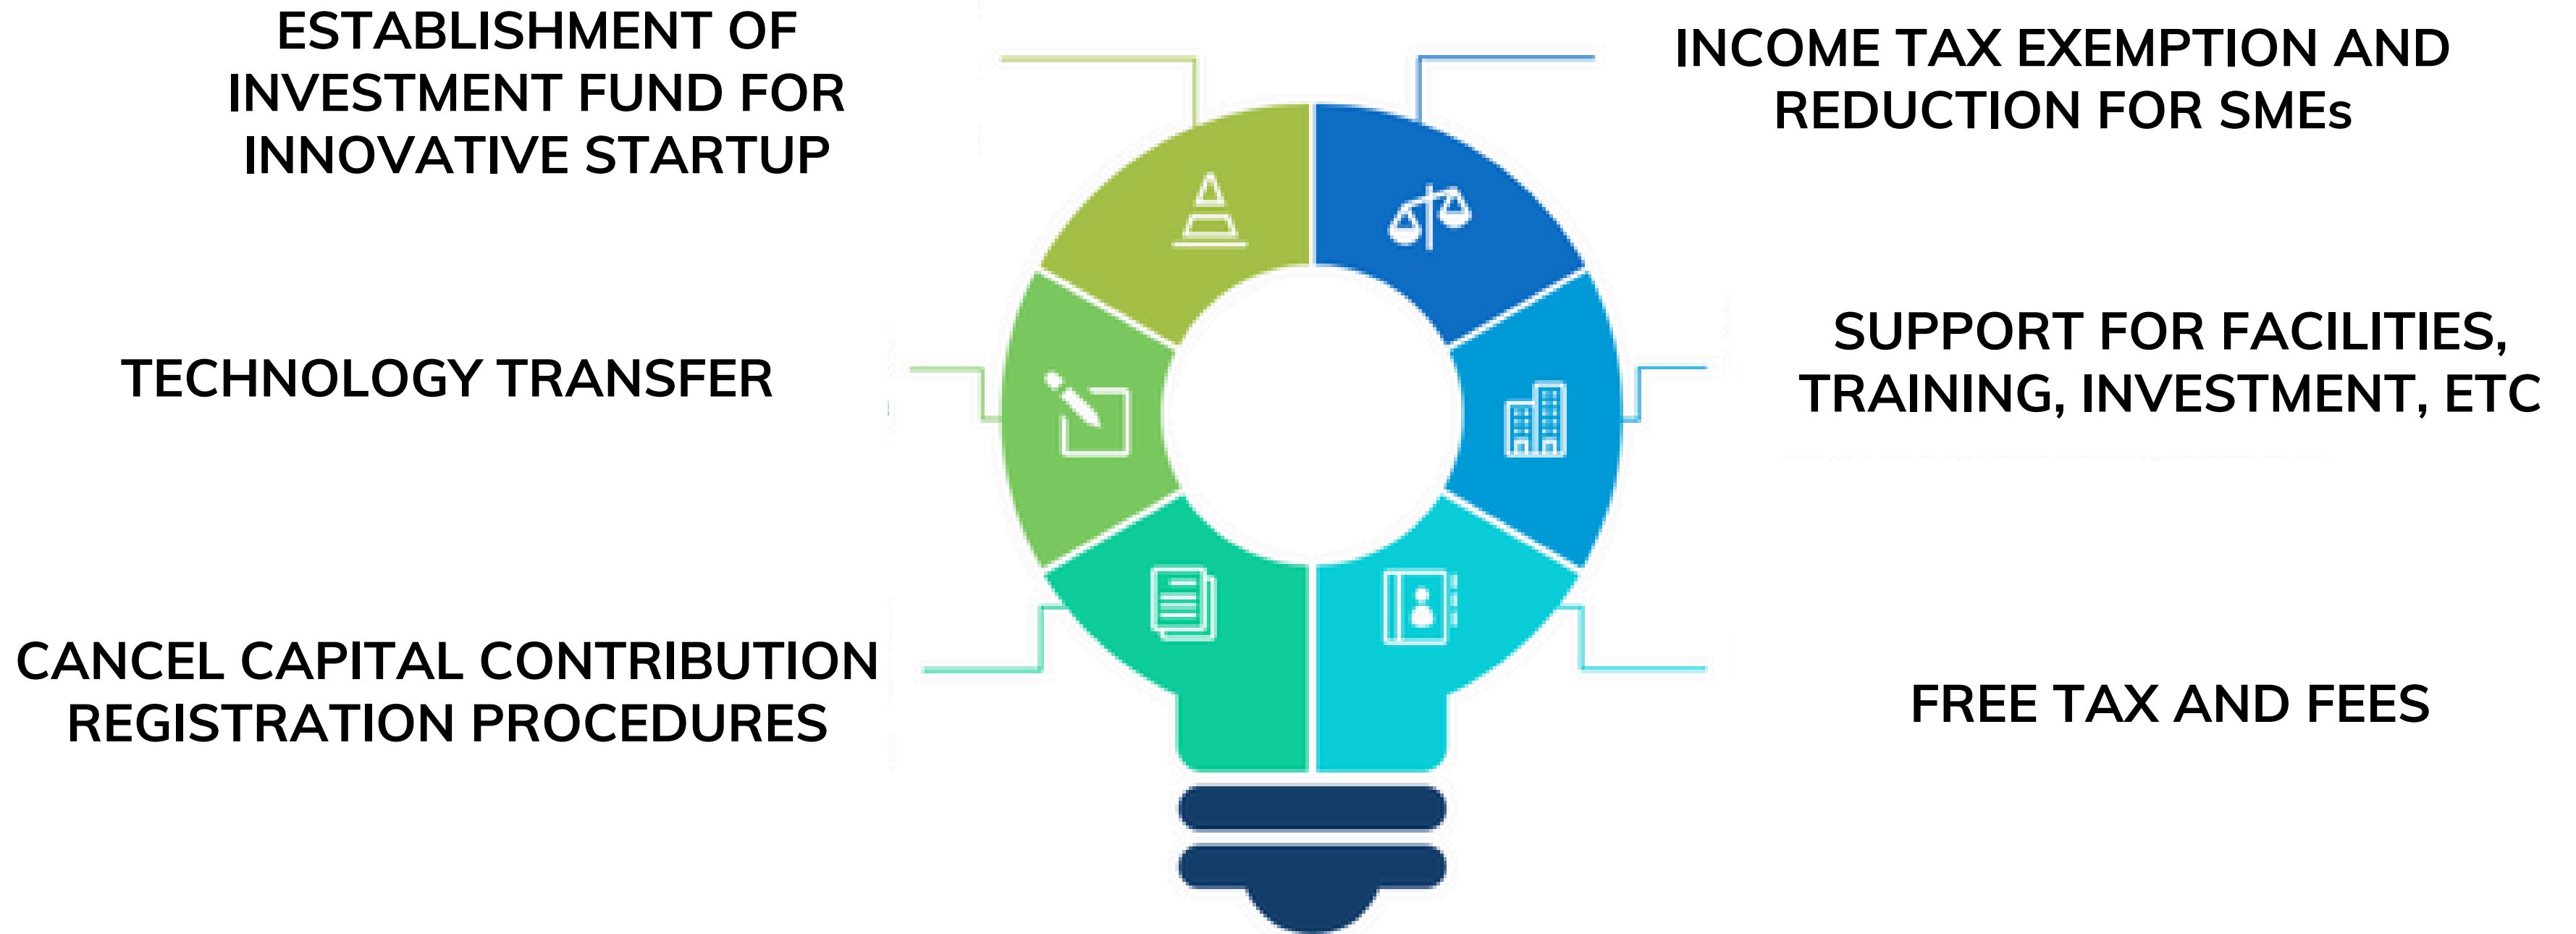 ESTABLISHMENT OF
INVESTMENT FUND FOR
INNOVATIVE STARTUP
INCOME TAX EXEMPTION AND
REDUCTION FOR SMEs
TECHNOLOGY TRANSFER
SUPPORT FOR FACILITIES,
TRAINING, INVESTMENT, ETC
CANCEL CAPITAL CONTRIBUTION
REGISTRATION PROCEDURES
FREE TAX AND FEES